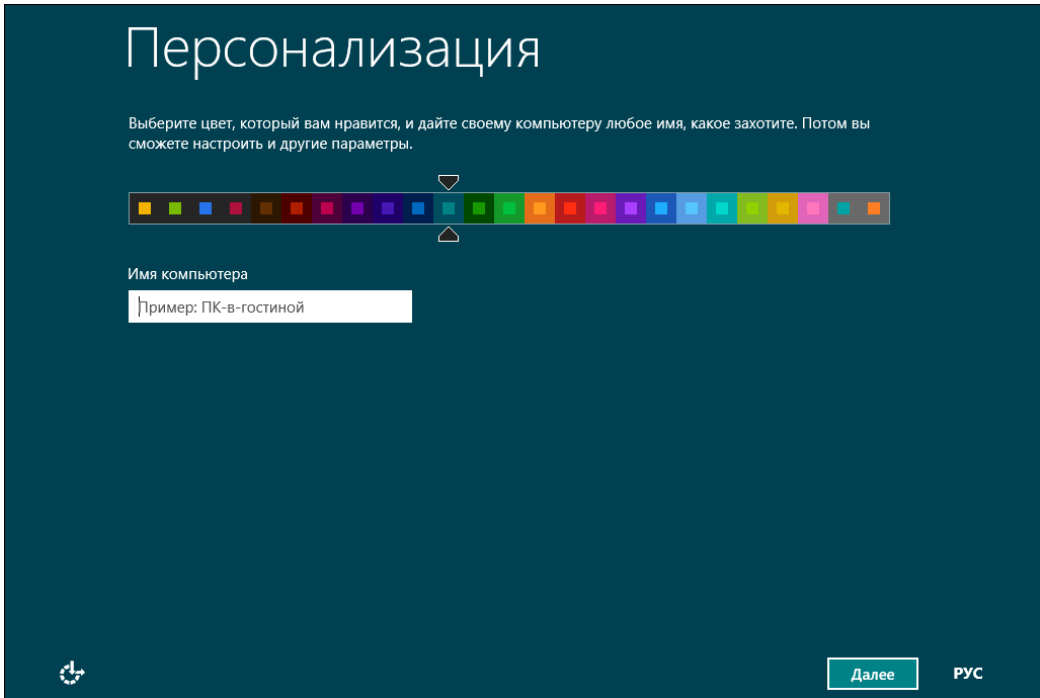 Персонализация
Выберите цвет, который вам нравится, и дайте своему компьютеру любое имя, какое захотите. Потом вы
сможете настроить и другие параметры.
Имя компьютера
Пример: ПК-в-гостиной
Далее
РУС